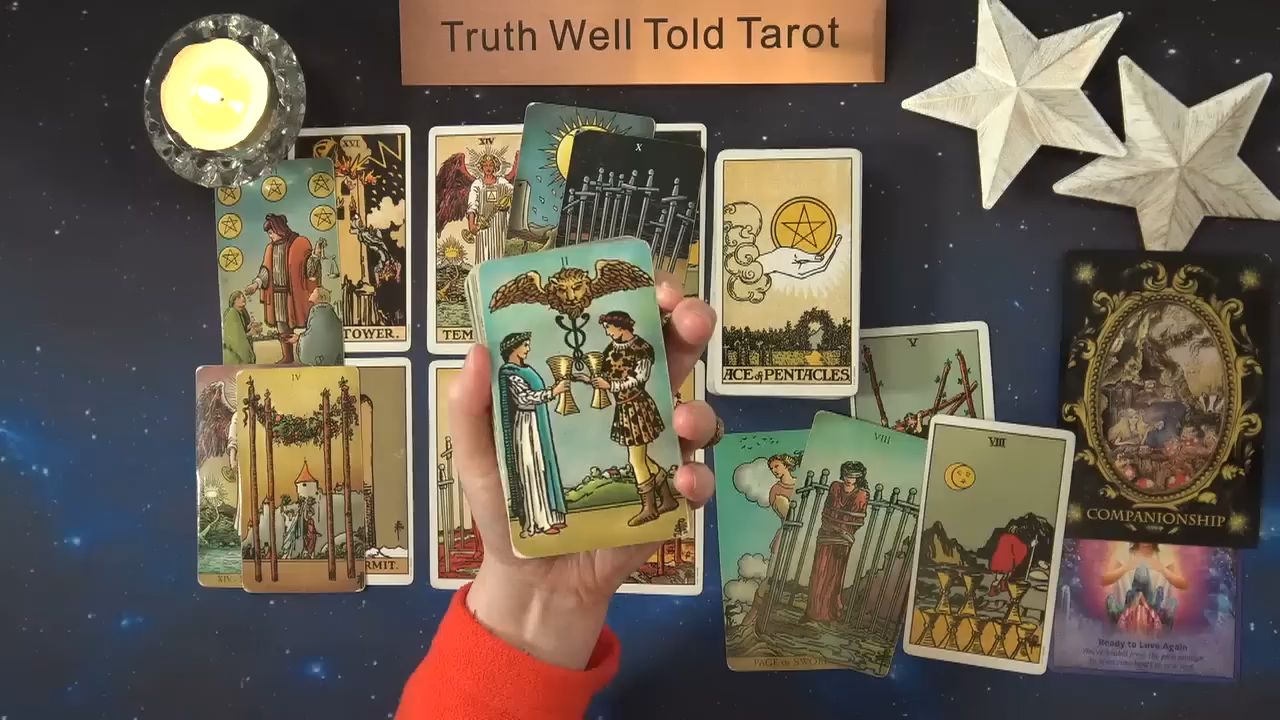 Truth Well Told Tarot
XVI
XIV
X
II
TOWER.
TEM
ACE of PENTACLES
V
IV
VIII
VIII
COMPANIONSHIP
XIV
RMIT.
Ready to Love Again
PAGE of SWO